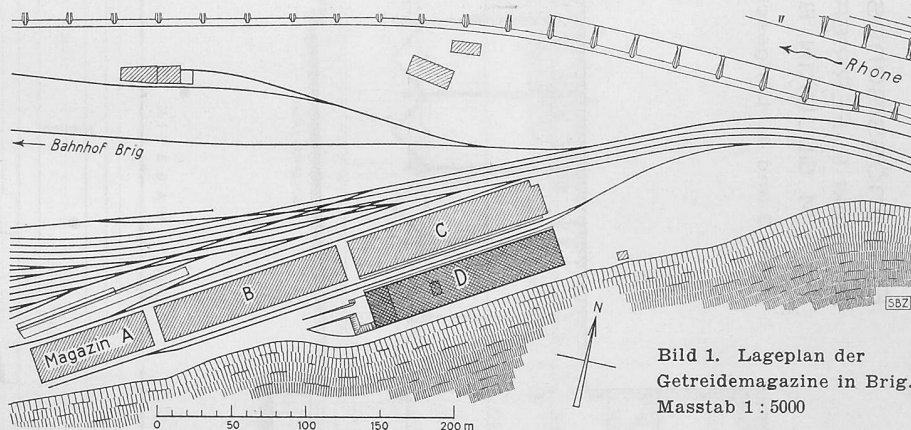 Rhone
Bahnhof Brig
C
D
B
Magazin A
N
SBZ
Bild 1. Lageplan der
Getreidemagazine in Brig.
Masstab 1 : 5000
0 50 100 150 200 m